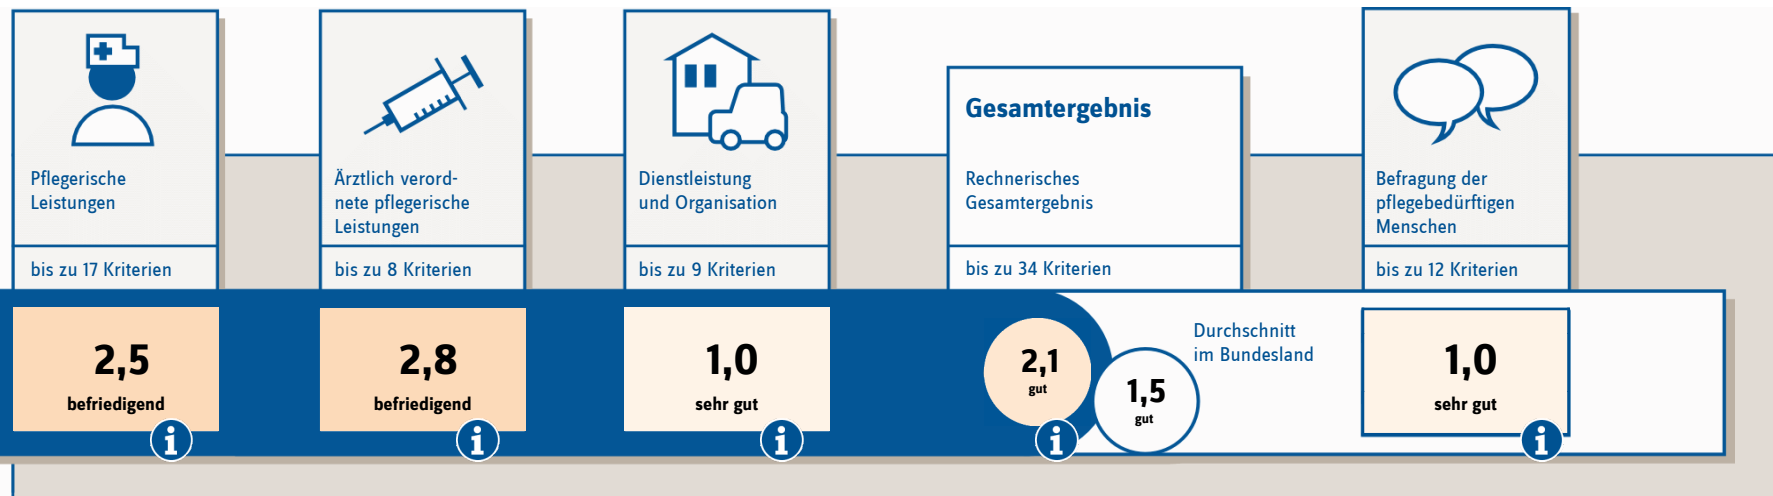 Pflegerische
Leistungen
bis zu 17 Kriterien
2,5
befriedigend
i
Ärztlich verord-
nete pflegerische
Leistungen
bis zu 8 Kriterien
2,8
befriedigend
i
Dienstleistung
und Organisation
bis zu 9 Kriterien
1,0
sehr gut
i
Gesamtergebnis
Rechnerisches
Gesamtergebnis
bis zu 34 Kriterien
2,1
gut
i
1,5
gut
Durchschnitt
im Bundesland
Befragung der
pflegebedürftigen
Menschen
bis zu 12 Kriterien
1,0
sehr gut
i